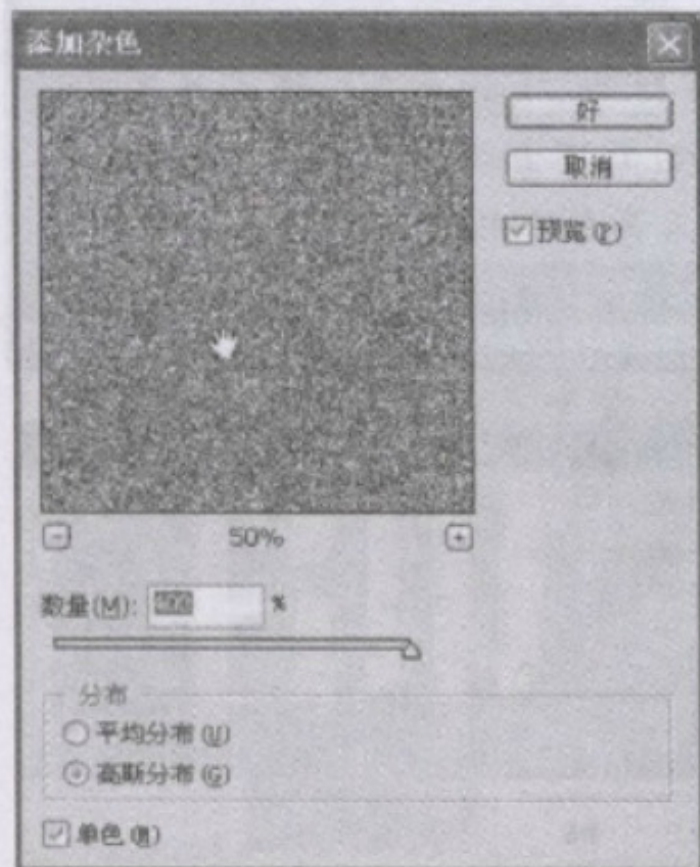 添加杂色
好
取消
预览(P)
50%
数量(M): %
分布
平均分布(U)
高斯分布(G)
单色(M)